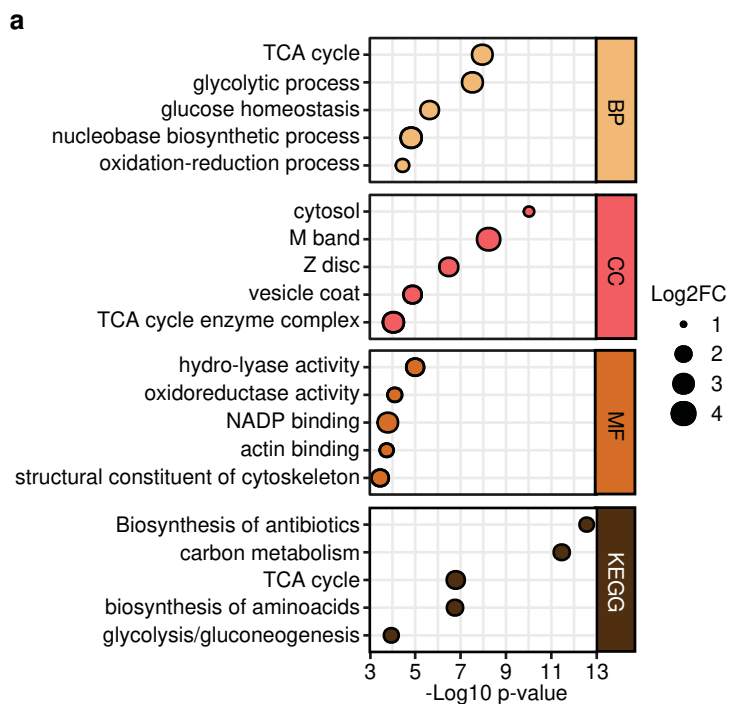 a
TCA cycle
glycolytic process
glucose homeostasis
nucleobase biosynthetic process
oxidation-reduction process
BP
cytosol
M band
Z disc
vesicle coat
TCA cycle enzyme complex
CC
hydro-lyase activity
oxidoreductase activity
NADP binding
actin binding
structural constituent of cytoskeleton
MF
Biosynthesis of antibiotics
carbon metabolism
TCA cycle
biosynthesis of aminoacids
glycolysis/gluconeogenesis
KEGG
3 5 7 9 11 13
-Log10 p-value
Log2FC
1
2
3
4